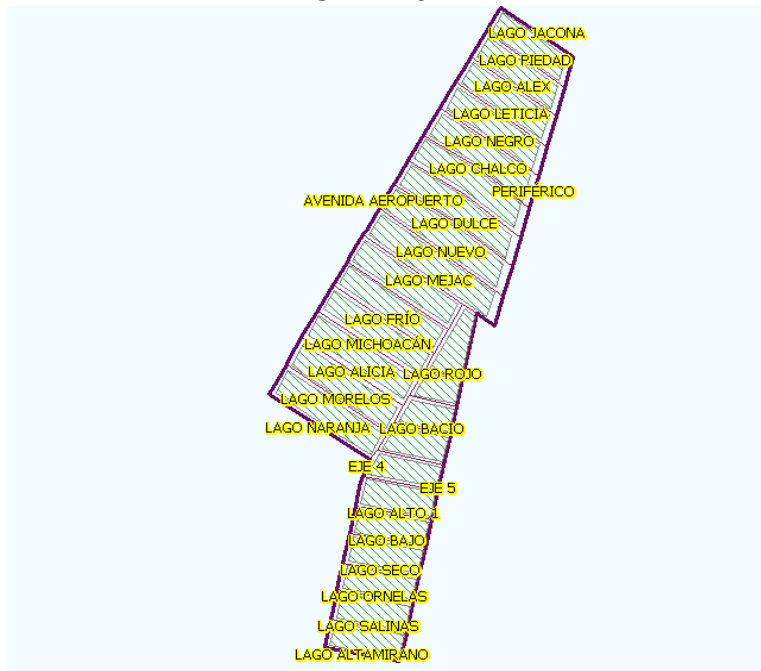 LAGO JACONA
LAGO PIEDAD
LAGO ALEX
LAGO LETICIA
LAGO NEGRO
LAGO CHALCO
PERIFÉRICO
AVENIDA AEROPUERTO
LAGO DULCE
LAGO NUEVO
LAGO MEJAC
LAGO FRÍO
LAGO MICHOACÁN
LAGO ALICIA
LAGO ROJO
LAGO MORELOS
LAGO NARANJA
LAGO BACIO
EJE 4
EJE 5
LAGO ALTO 1
LAGO BAJO
LAGO SECO
LAGO ORNELAS
LAGO SALINAS
LAGO ALTAMIRANO